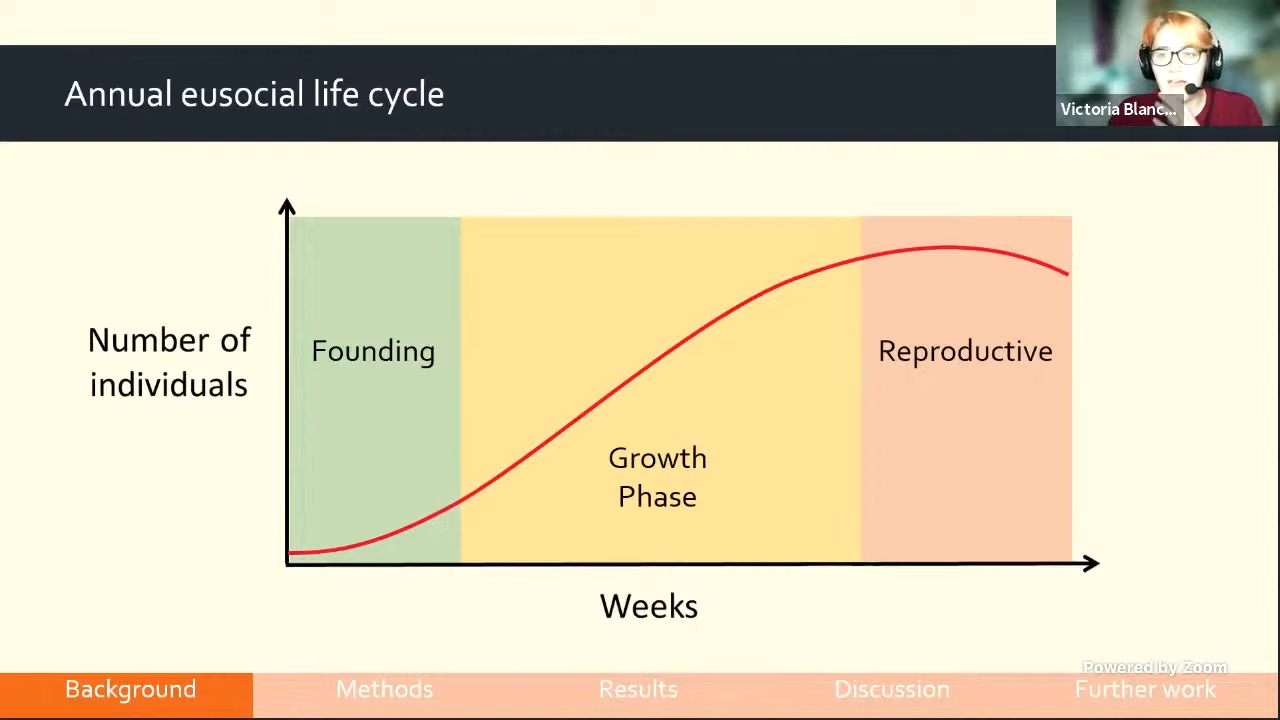 Annual eusocial life cycle
Victoria Blanc...
Number of
individuals
Founding
Growth
Phase
Reproductive
Weeks
Powered by Zoom
Background
Methods
Results
Discussion
Further work